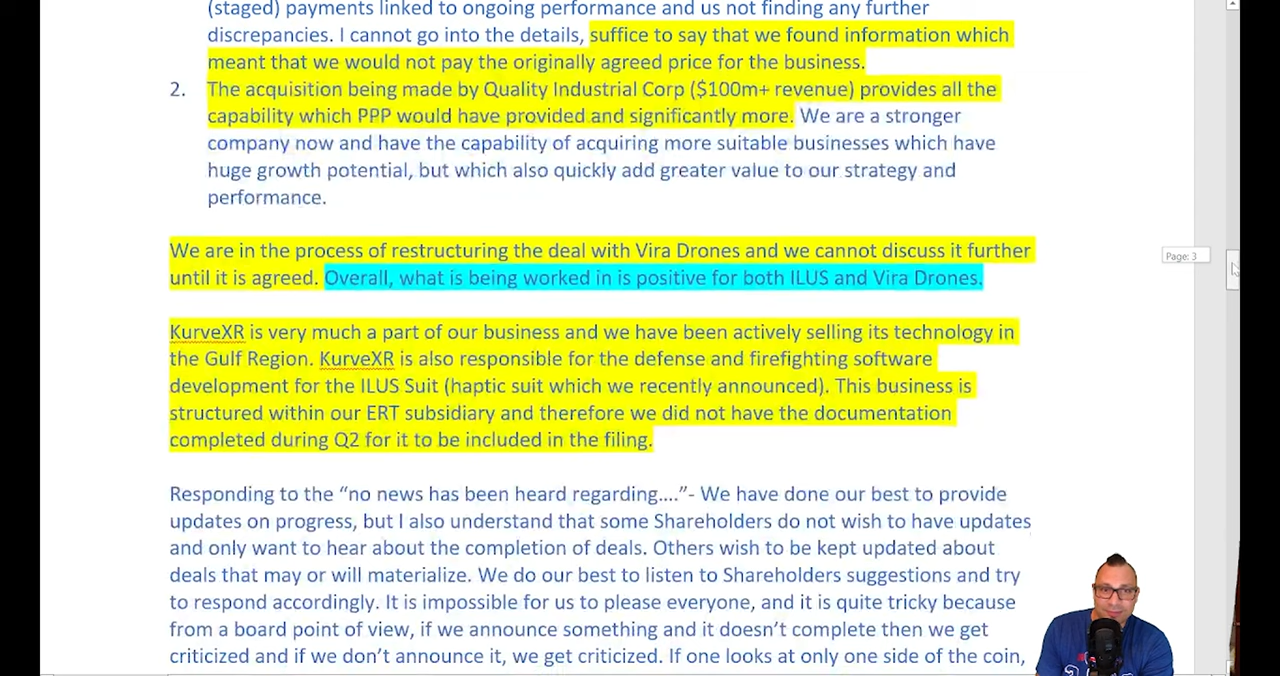 (staged) payments linked to ongoing performance and us not finding any further
discrepancies. I cannot go into the details, suffice to say that we found information which
meant that we would not pay the originally agreed price for the business.
2. The acquisition being made by Quality Industrial Corp ($100m+ revenue) provides all the
capability which PPP would have provided and significantly more. We are a stronger
company now and have the capability of acquiring more suitable businesses which have
huge growth potential, but which also quickly add greater value to our strategy and
performance.
We are in the process of restructuring the deal with Vira Drones and we cannot discuss it further
until it is agreed. Overall, what is being worked in is positive for both ILUS and Vira Drones.
Page: 3
KurveXR is very much a part of our business and we have been actively selling its technology in
the Gulf Region. KurveXR is also responsible for the defense and firefighting software
development for the ILUS Suit (haptic suit which we recently announced). This business is
structured within our ERT subsidiary and therefore we did not have the documentation
completed during Q2 for it to be included in the filing.
Responding to the “no news has been heard regarding….”- We have done our best to provide
updates on progress, but I also understand that some Shareholders do not wish to have updates
and only want to hear about the completion of deals. Others wish to be kept updated about
deals that may or will materialize. We do our best to listen to Shareholders suggestions and try
to respond accordingly. It is impossible for us to please everyone, and it is quite tricky because
from a board point of view, if we announce something and it doesn’t complete then we get
criticized and if we don’t announce it, we get criticized. If one looks at only one side of the coin,